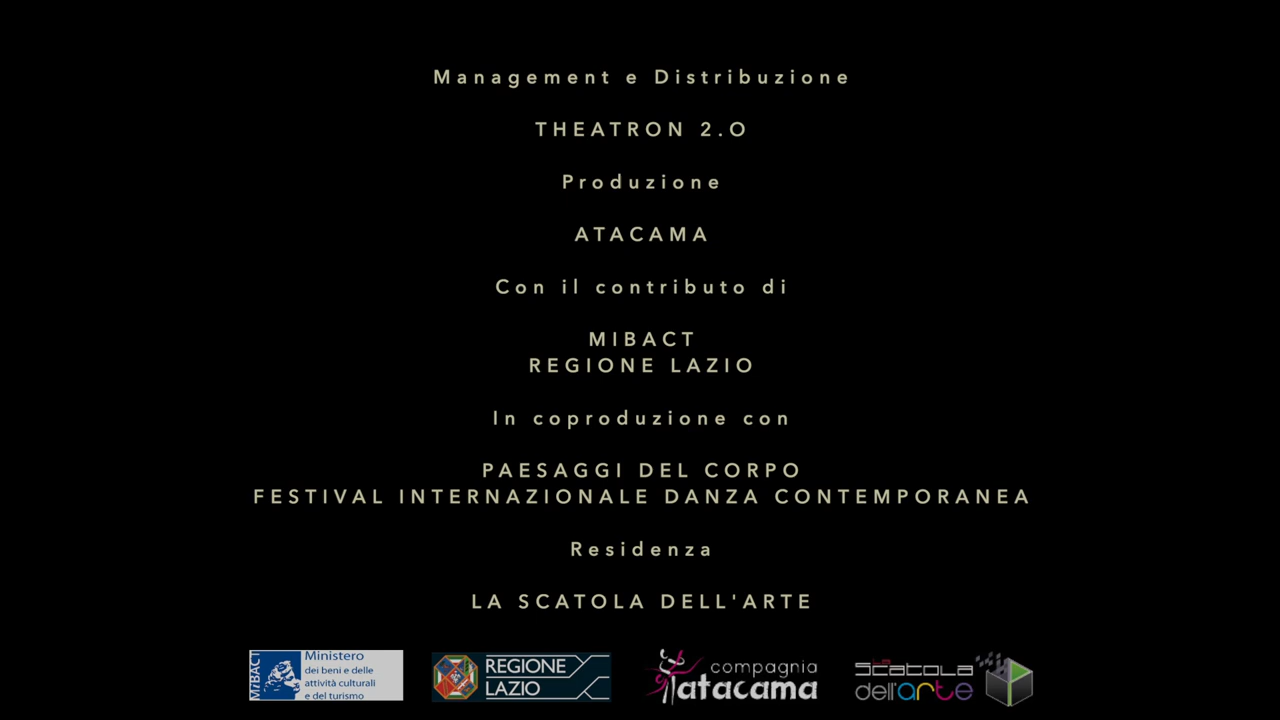 Management e Distribuzione
THEATRON 2.O
Produzione
ATACAMA
Con il contributo di
MIBACT
REGIONE LAZIO
In coproduzione con
PAESAGGI DEL CORPO
FESTIVAL INTERNAZIONALE DANZA CONTEMPORANEA
Residenza
LA SCATOLA DELL'ARTE
MiBACT
Ministero
dei beni e delle
attività culturali
e del turismo
REGIONE
LAZIO
compagnia
atacama
La
scatola
dell'arte